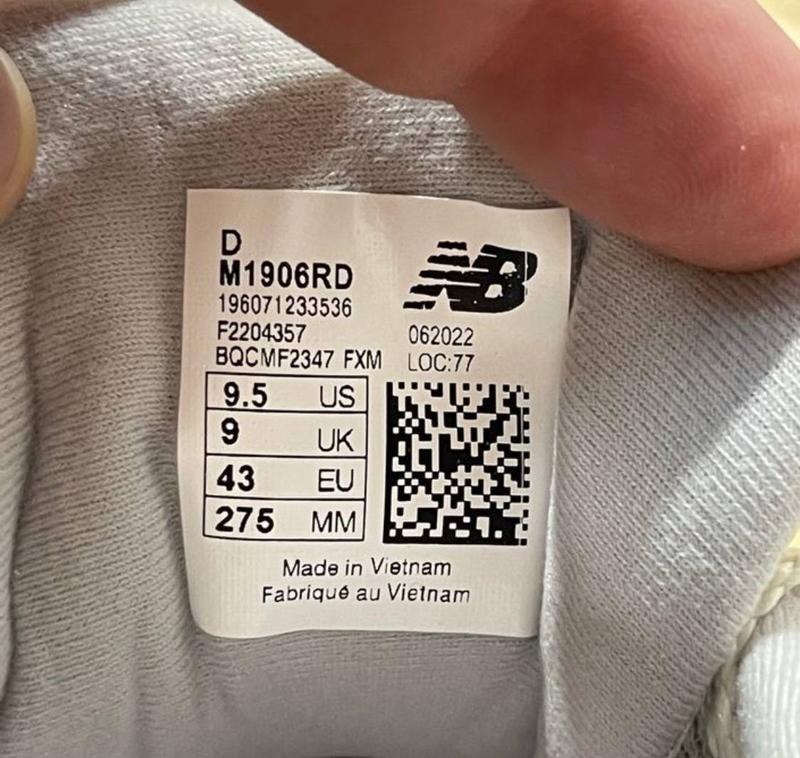 D
M1906RD
196071233536
F2204357
BQCMF2347 FXM
NB
062022
LOC:77
9.5 US
9 UK
43 EU
275 MM
Made in Vietnam
Fabriqué au Vietnam